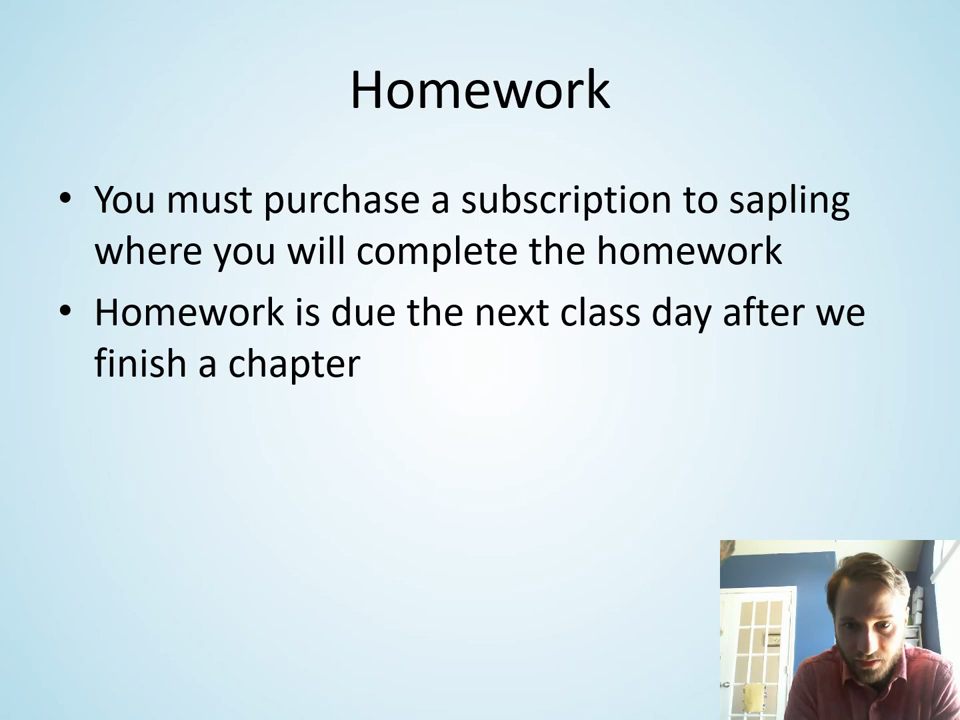 Homework
• You must purchase a subscription to sapling
where you will complete the homework
• Homework is due the next class day after we
finish a chapter